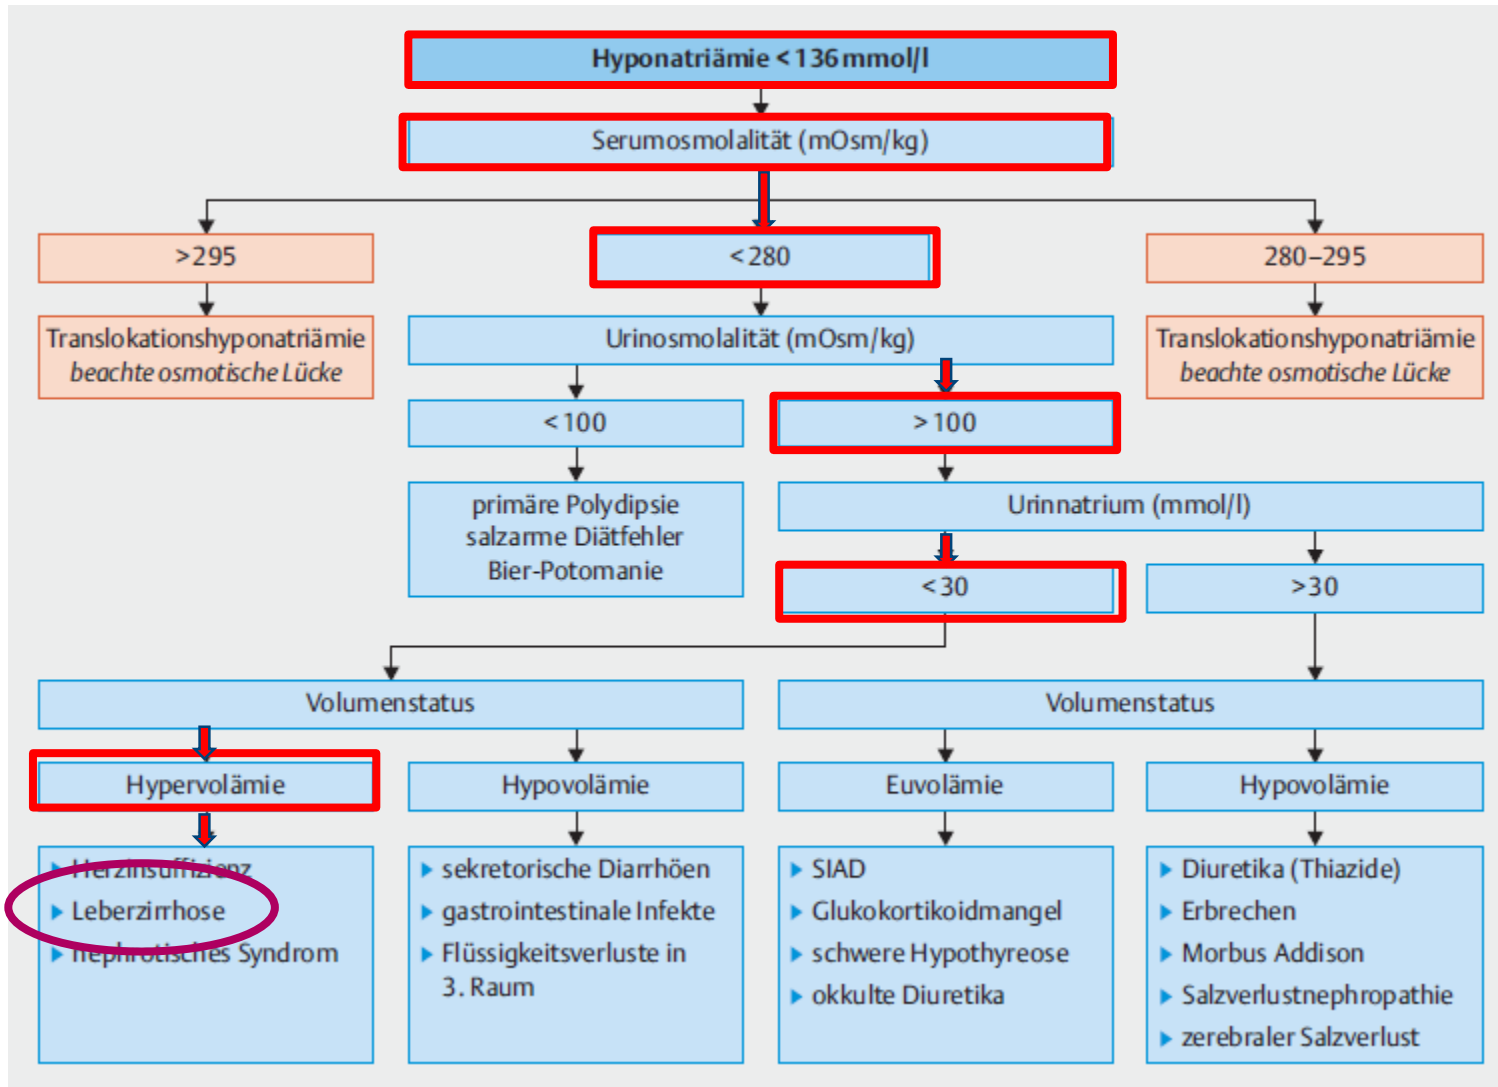 Hyponatriämie < 136 mmol/l
Serumosmolalität (mOsm/kg)
>295
<280
280–295
Translokationshyponatriämie
beachte osmotische Lücke
Urinosmolalität (mOsm/kg)
Translokationshyponatriämie
beachte osmotische Lücke
<100
>100
primäre Polydipsie
salzarme Diätfehler
Bier-Potomanie
Urinnatrium (mmol/l)
<30
>30
Volumenstatus
Volumenstatus
Hypervolämie
Hypovolämie
Euvolämie
Hypovolämie
Herzinsuffizienz
Leberzirrhose
nephrotisches Syndrom
sekretorische Diarrhöen
gastrointestinale Infekte
Flüssigkeitsverluste in
3. Raum
SIAD
Glukokortikoidmangel
schwere Hypothyreose
okkulte Diuretika
Diuretika (Thiazide)
Erbrechen
Morbus Addison
Salzverlustnephropathie
zerebraler Salzverlust